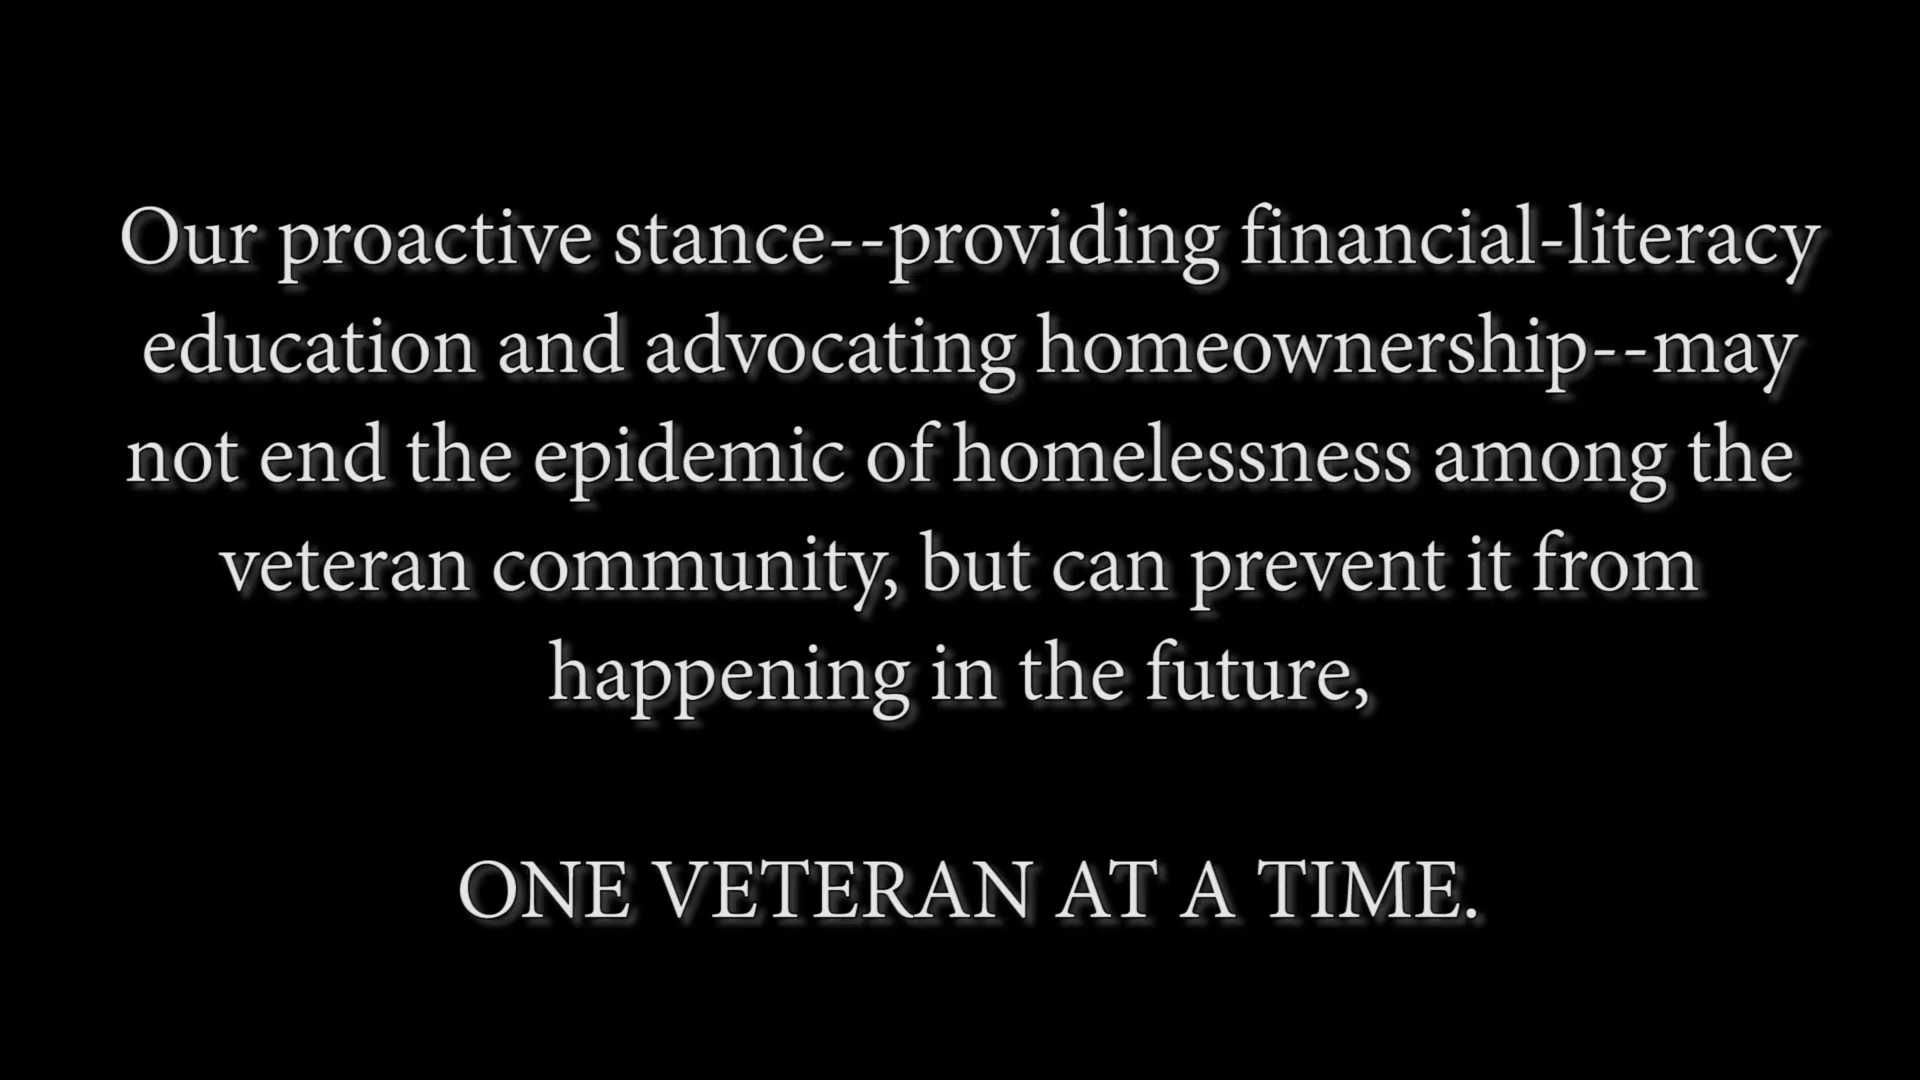 Our proactive stance--providing financial-literacy
education and advocating homeownership--may
not end the epidemic of homelessness among the
veteran community, but can prevent it from
happening in the future,
ONE VETERAN AT A TIME.